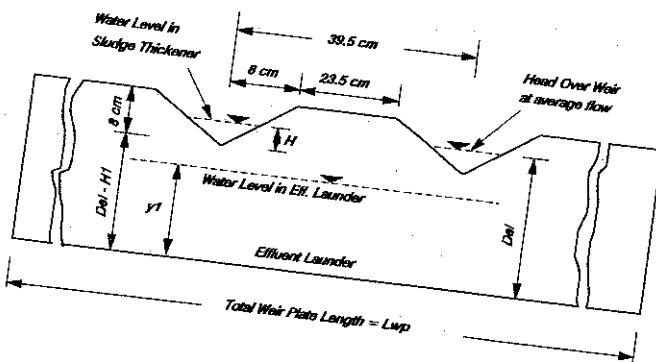 Water Level in
Sludge Thickener
39.5 cm
8 cm
23.5 cm
Head Over Weir
at average flow
8 cm
H
Del - H1
y1
Water Level in Eff. Launder
Del
Effluent Launder
Total Weir Plate Length = Lwp